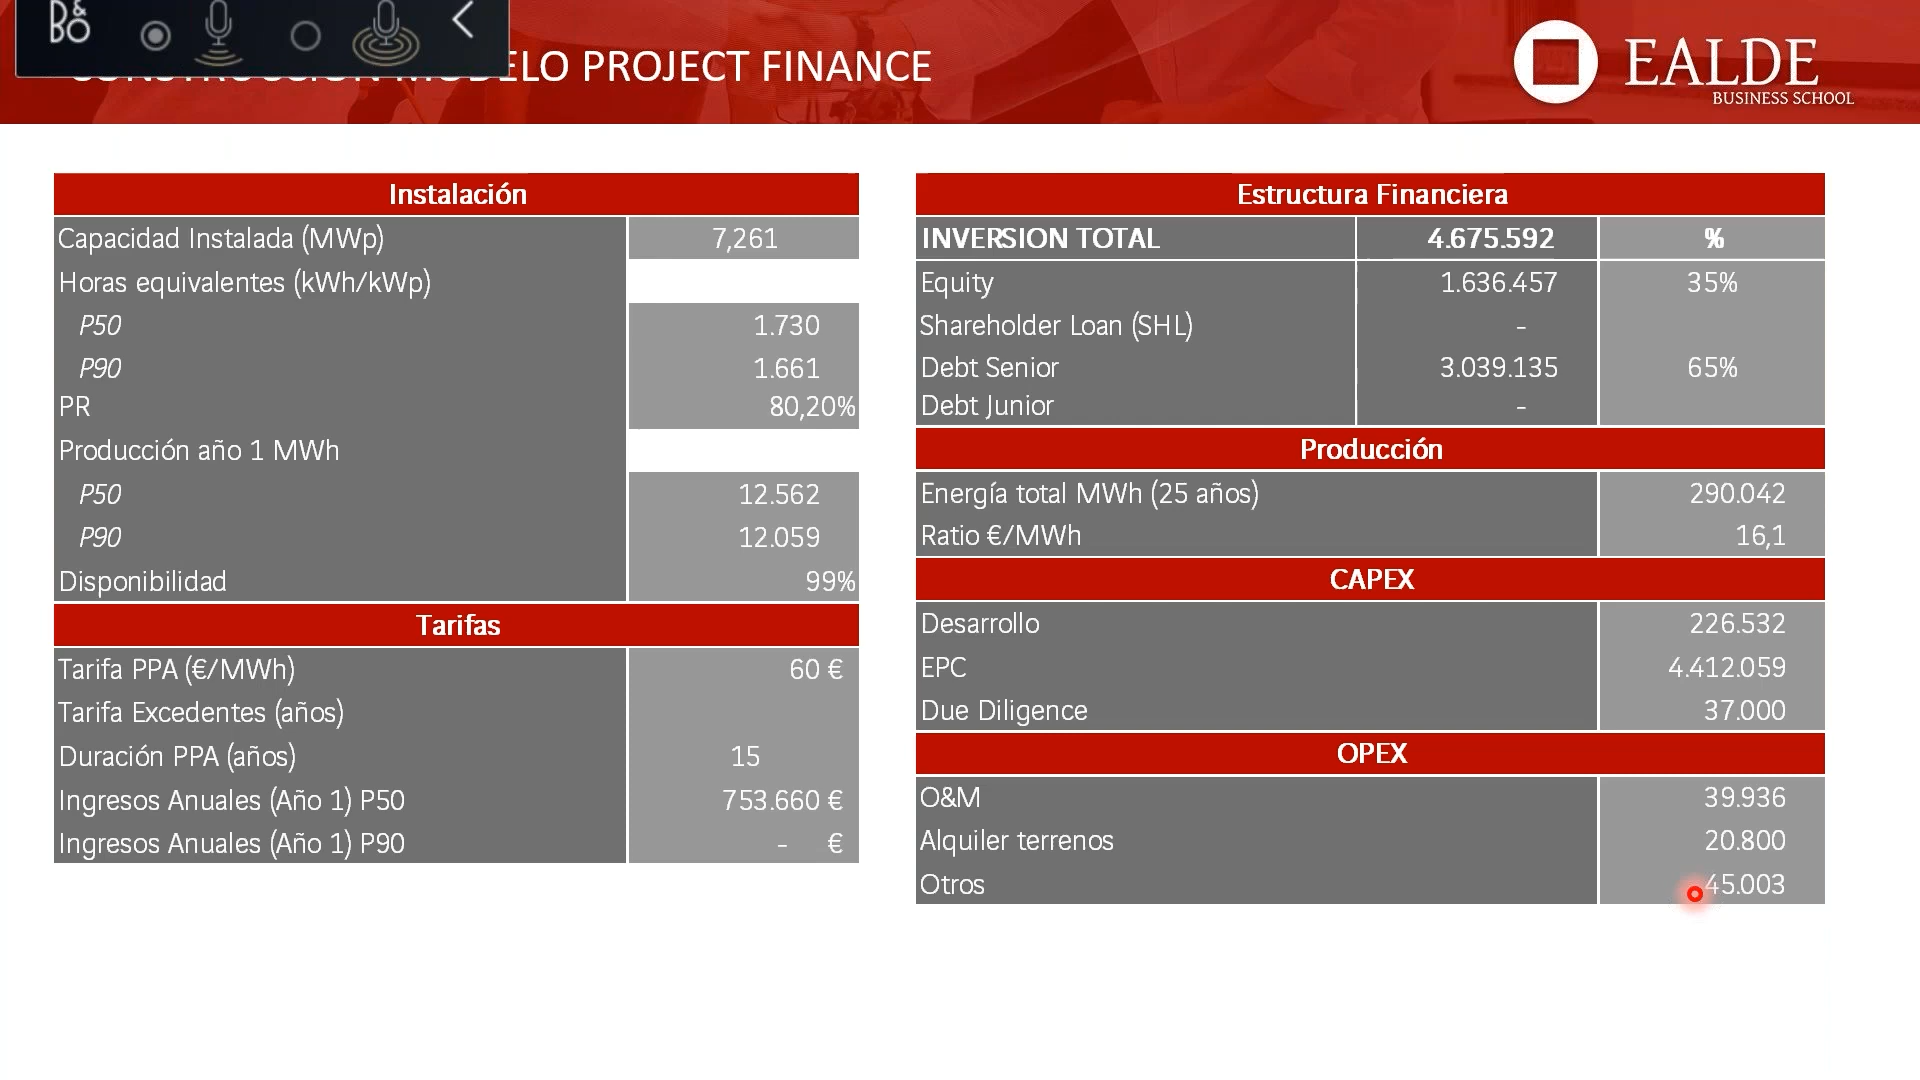 B&O
ELO PROJECT FINANCE
EALDE
BUSINESS SCHOOL
Instalación
Capacidad Instalada (MWp) 7,261
Horas equivalentes (kWh/kWp)
P50 1.730
P90 1.661
PR 80,20%
Producción año 1 MWh
P50 12.562
P90 12.059
Disponibilidad 99%
Tarifas
Tarifa PPA (€/MWh) 60 €
Tarifa Excedentes (años)
Duración PPA (años) 15
Ingresos Anuales (Año 1) P50 753.660 €
Ingresos Anuales (Año 1) P90 - €
Estructura Financiera
INVERSION TOTAL 4.675.592 %
Equity 1.636.457 35%
Shareholder Loan (SHL) -
Debt Senior 3.039.135 65%
Debt Junior -
Producción
Energía total MWh (25 años) 290.042
Ratio €/MWh 16,1
CAPEX
Desarrollo 226.532
EPC 4.412.059
Due Diligence 37.000
OPEX
O&M 39.936
Alquiler terrenos 20.800
Otros 45.003